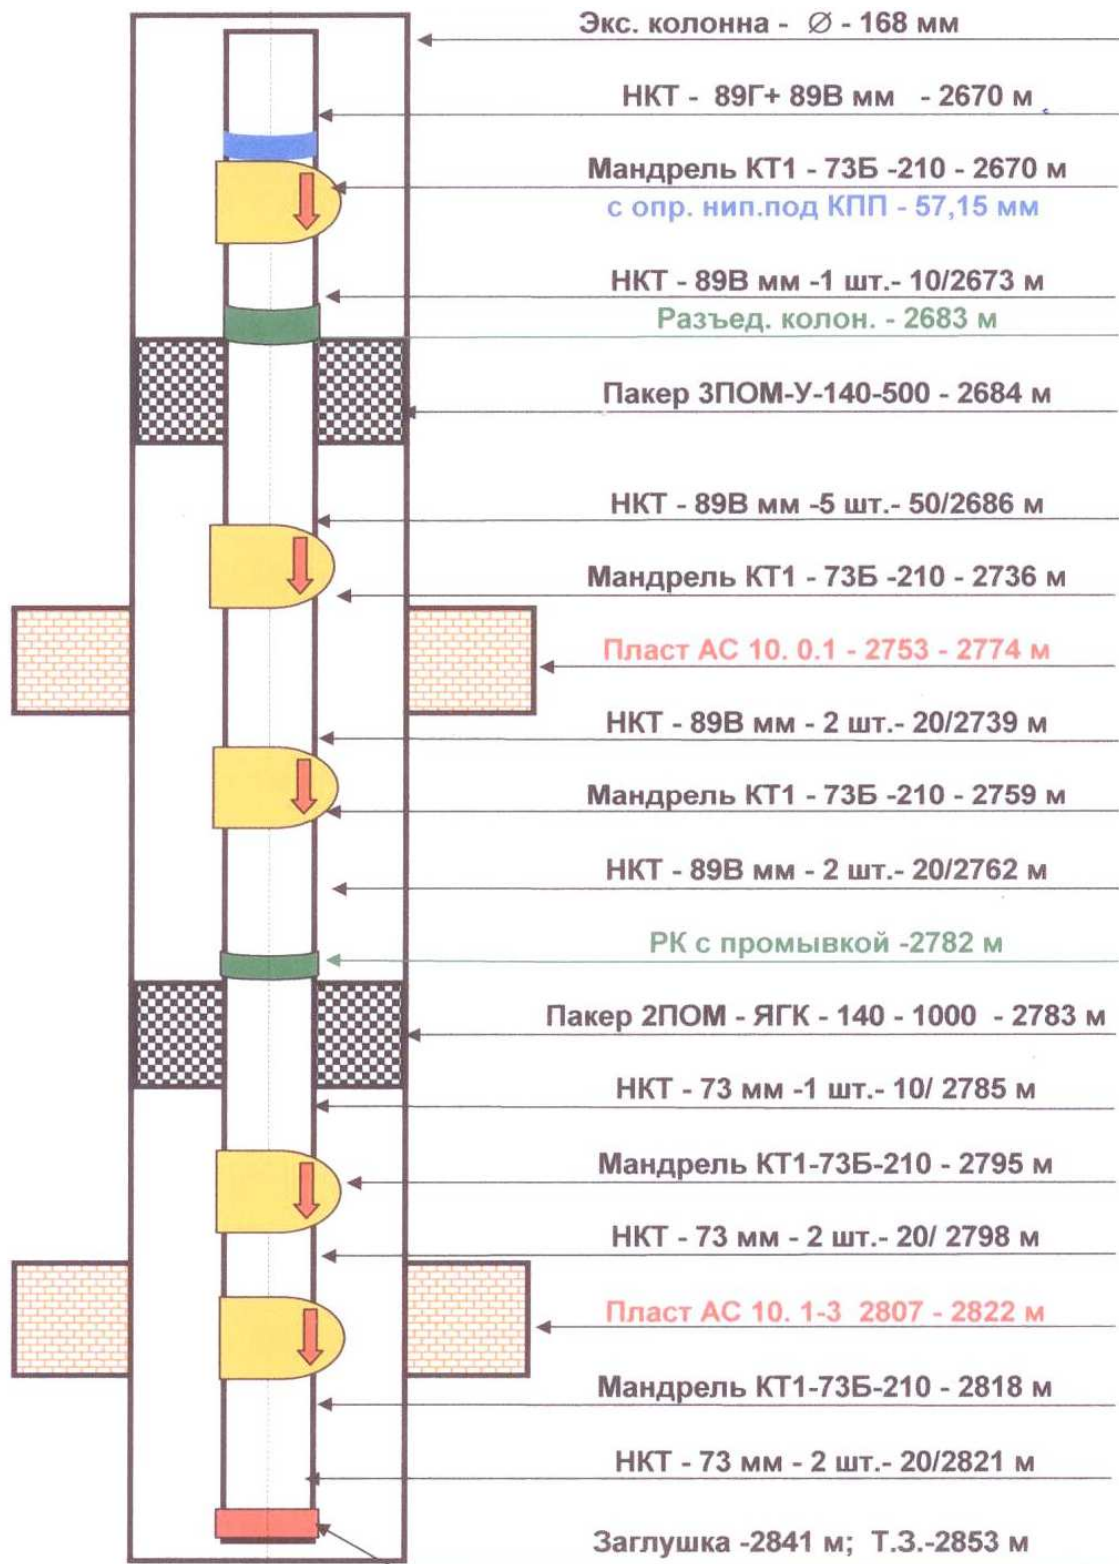 Экс. колонна - Ø - 168 мм
НКТ - 89Г+ 89В мм - 2670 м
Мандрель КТ1 - 73Б -210 - 2670 м
с опр. нип.под КПП - 57,15 мм
НКТ - 89В мм -1 шт.- 10/2673 м
Разъед. колон. - 2683 м
Пакер 3ПОМ-У-140-500 - 2684 м
НКТ - 89В мм -5 шт.- 50/2686 м
Мандрель КТ1 - 73Б -210 - 2736 м
Пласт АС 10. 0.1 - 2753 - 2774 м
НКТ - 89В мм - 2 шт.- 20/2739 м
Мандрель КТ1 - 73Б -210 - 2759 м
НКТ - 89В мм - 2 шт.- 20/2762 м
РК с промывкой -2782 м
Пакер 2ПОМ - ЯГК - 140 - 1000 - 2783 м
НКТ - 73 мм -1 шт.- 10/ 2785 м
Мандрель КТ1-73Б-210 - 2795 м
НКТ - 73 мм - 2 шт.- 20/ 2798 м
Пласт АС 10. 1-3 2807 - 2822 м
Мандрель КТ1-73Б-210 - 2818 м
НКТ - 73 мм - 2 шт.- 20/2821 м
Заглушка -2841 м; Т.З.-2853 м